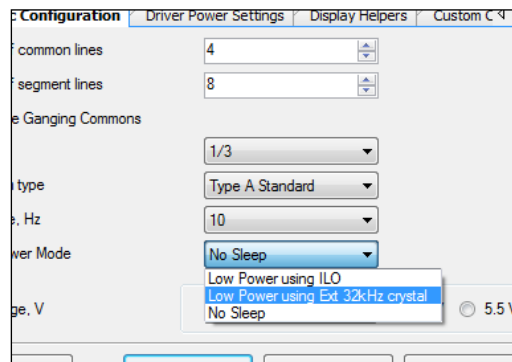 c Configuration Driver Power Settings Display Helpers Custom C
f common lines 4
f segment lines 8
e Ganging Commons
1/3
type Type A Standard
e, Hz 10
wer Mode No Sleep
Low Power using ILO
Low Power using Ext 32kHz crystal
No Sleep
ge, V 5.5 V